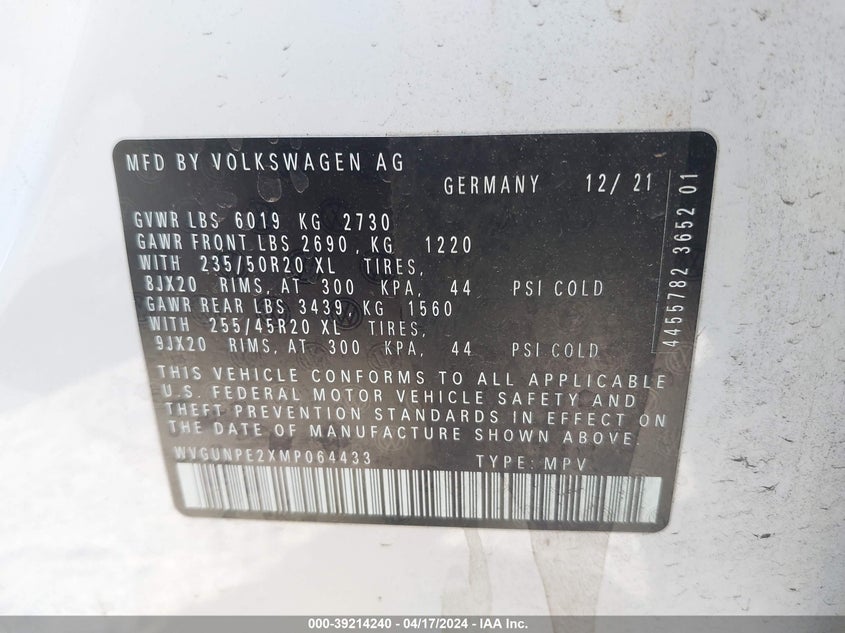 MFD BY VOLKSWAGEN AG
GERMANY 12/ 21
GVWR LBS 6019 KG 2730
GAWR FRONT LBS 2690, KG 1220
WITH 235/50R20 XL TIRES,
8JX20 RIMS, AT 300 KPA, 44 PSI COLD
GAWR REAR LBS 3439, KG 1560
WITH 255/45R20 XL TIRES,
9JX20 RIMS, AT 300 KPA, 44 PSI COLD
THIS VEHICLE CONFORMS TO ALL APPLICABLE
U.S. FEDERAL MOTOR VEHICLE SAFETY AND
THEFT PREVENTION STANDARDS IN EFFECT ON
THE DATE OF MANUFACTURE SHOWN ABOVE.
WVGUNPE2XMP064433 TYPE: MPV
4455782 3652 01
000-39214240 - 04/17/2024 - IAA Inc.